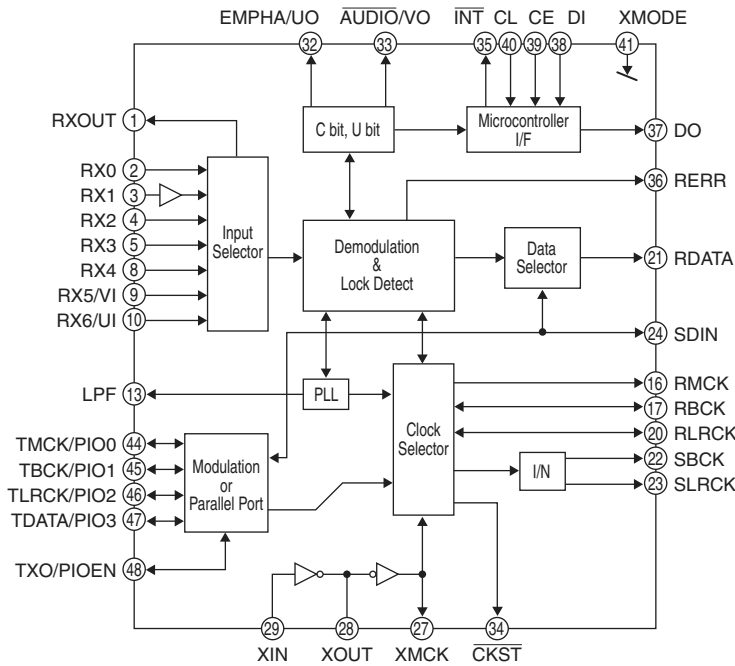 EMPHA/UO AUDIO/VO INT CL CE DI XMODE
32 33 35 40 39 38 41
RXOUT 1
C bit, U bit
Microcontroller
I/F
37 DO
RX0 2
36 RERR
RX1 3
RX2 4
Input
Selector
RX3 5
Demodulation
&
Lock Detect
Data
Selector
21 RDATA
RX4 8
RX5/VI 9
RX6/UI 10
24 SDIN
LPF 13
PLL
16 RMCK
17 RBCK
Clock
Selector
20 RLRCK
TMCK/PIO0 44
TBCK/PIO1 45
Modulation
or
Parallel Port
I/N
22 SBCK
TLRCK/PIO2 46
23 SLRCK
TDATA/PIO3 47
TXO/PIOEN 48
29 28 27 34
XIN XOUT XMCK CKST